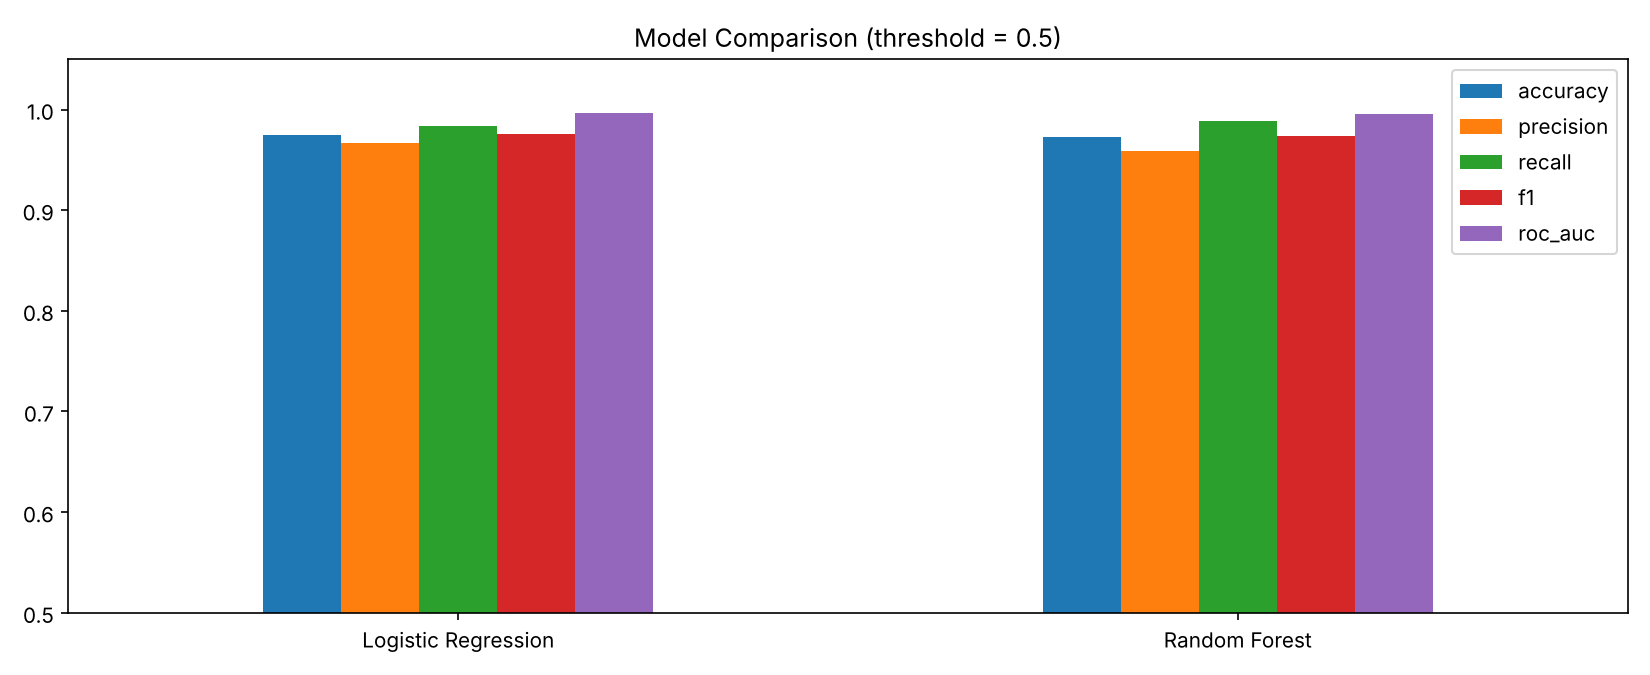 Model Comparison (threshold = 0.5)
1.0
0.9
0.8
0.7
0.6
0.5
accuracy
precision
recall
f1
roc_auc
Logistic Regression
Random Forest